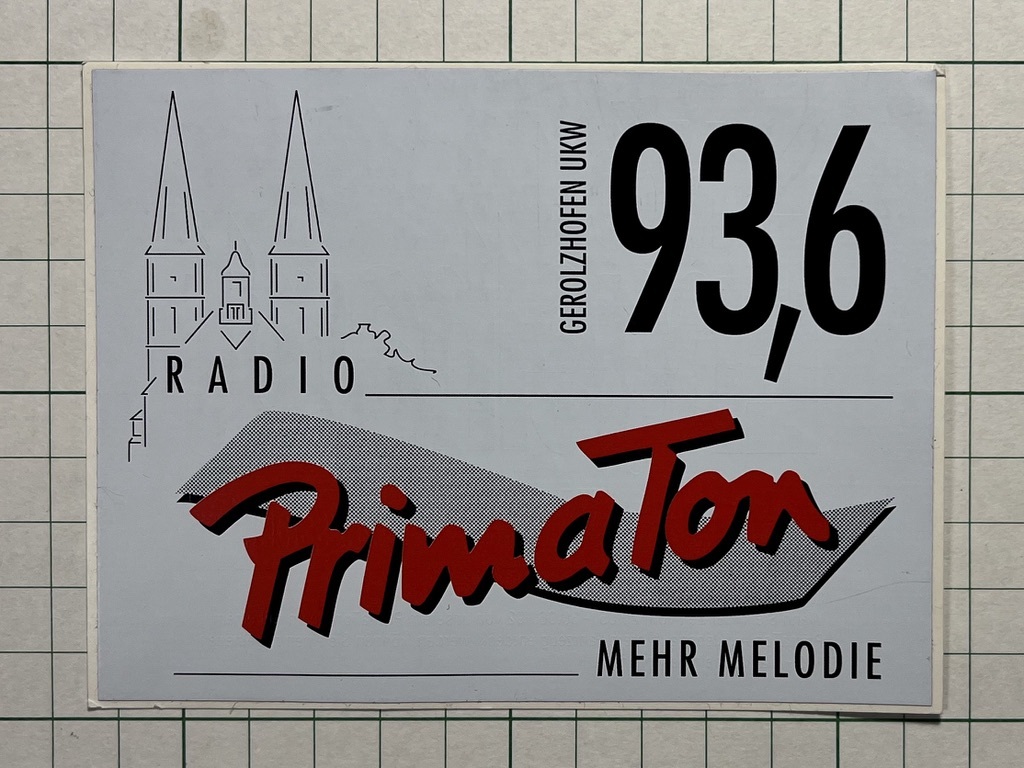 GEROLZHOFEN UKW
93,6
RADIO
PrimaTon
MEHR MELODIE